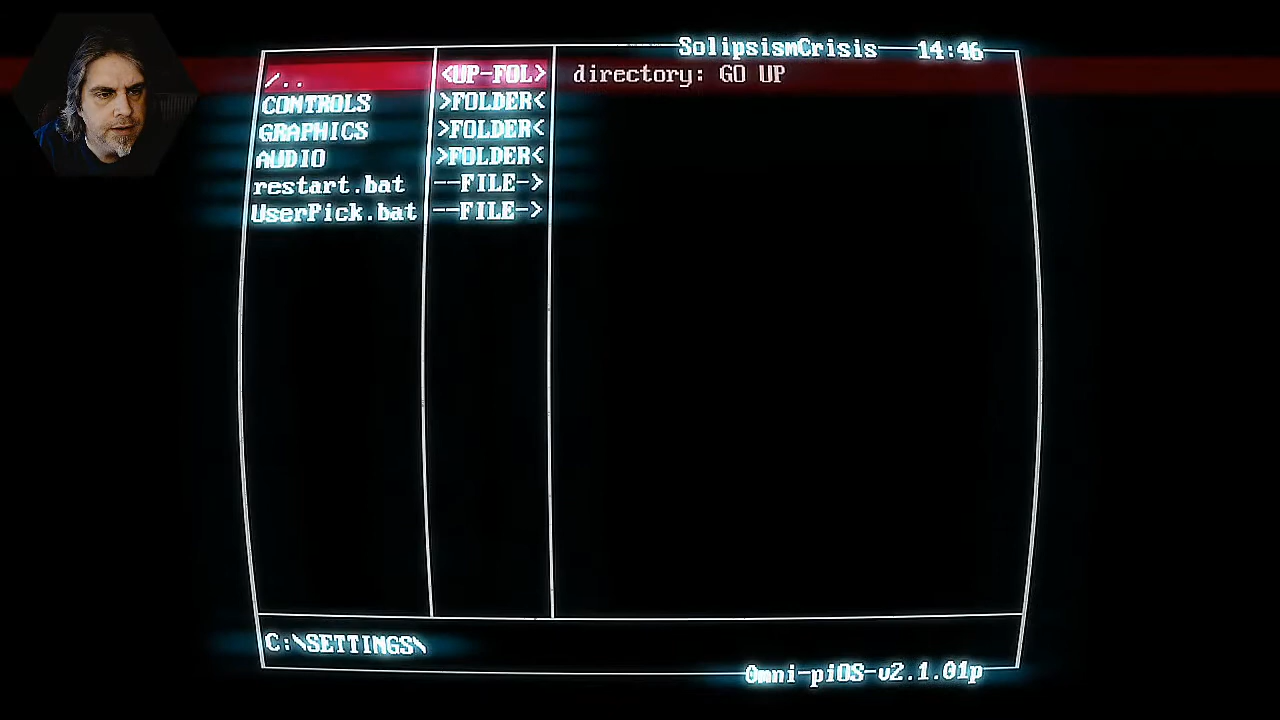 SolipsismCrisis 14:46
/.. <UP-FOL> directory: GO UP
CONTROLS >FOLDER<
GRAPHICS >FOLDER<
AUDIO >FOLDER<
restart.bat --FILE->
UserPick.bat --FILE->
C:\SETTINGS\
Omni-piOS-v2.1.01p